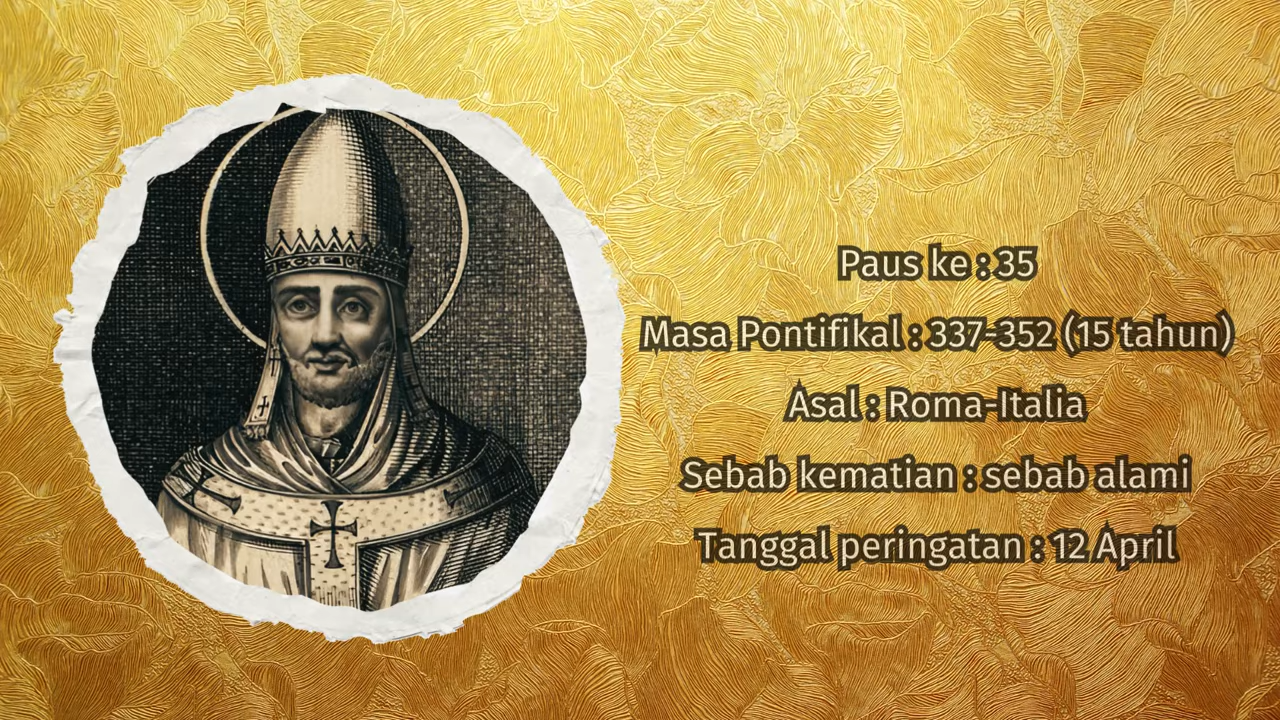 Paus ke : 35
Masa Pontifikal : 337-352 (15 tahun)
Asal : Roma-Italia
Sebab kematian : sebab alami
Tanggal peringatan : 12 April